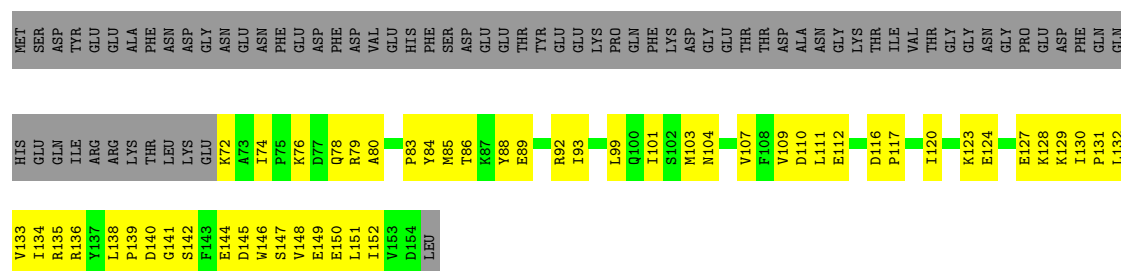 MET SER ASP TYR GLU GLU ALA PHE ASN ASP GLY ASN GLU ASN PHE GLU ASP PHE ASP VAL GLU HIS PHE SER ASP GLU GLU THR TYR GLU GLU LYS PRO GLN PHE LYS ASP GLY GLU THR THR ASP ALA ASN GLY LYS THR ILE VAL THR GLY GLY ASN GLY PRO GLU ASP PHE GLN GLN
HIS GLU GLN ILE ARG ARG LYS THR LEU LYS GLU K72 A73 I74 P75 K76 D77 Q78 R79 A80 P83 Y84 M85 T86 K87 Y88 E89 R92 I93 L99 Q100 I101 S102 M103 N104 V107 F108 V109 D110 L111 E112 D116 P117 I120 K123 E124 E127 K128 K129 I130 P131 L132
V133 I134 R135 R136 Y137 L138 P139 D140 G141 S142 F143 E144 D145 W146 S147 V148 E149 E150 L151 I152 V153 D154 LEU